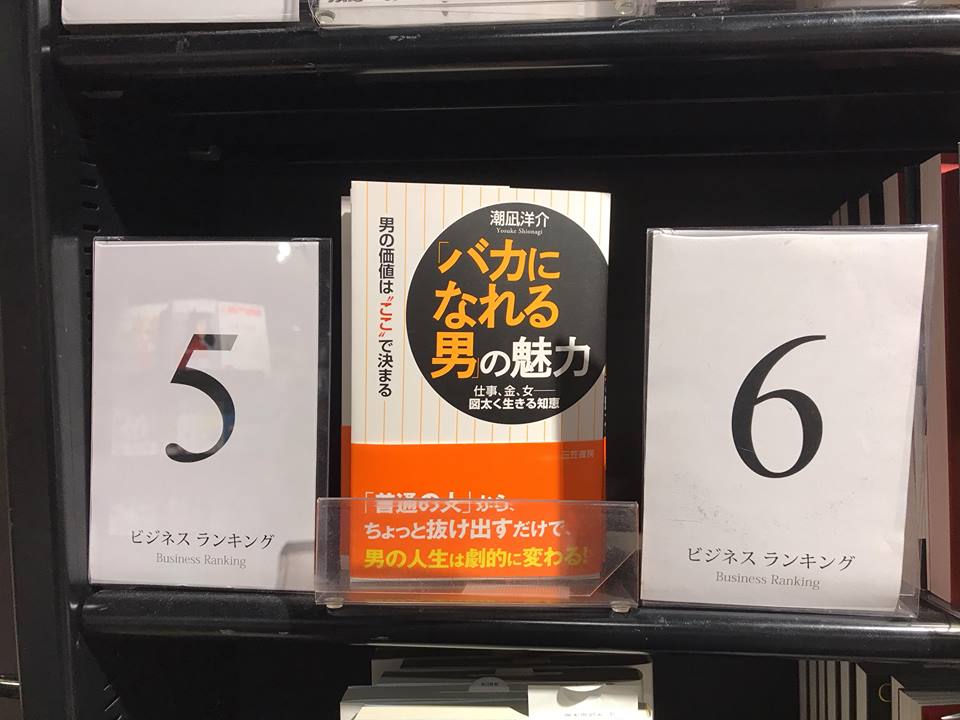 5
ビジネス ランキング
Business Ranking
男の価値は"ここ"で決まる
潮凪洋介
Yosuke Shionagi
「バカに
なれる
男」の魅力
仕事、金、女――
図太く生きる知恵
三笠書房
「普通の人」から、
ちょっと抜け出すだけで、
男の人生は劇的に変わる!
6
ビジネス ランキング
Business Ranking